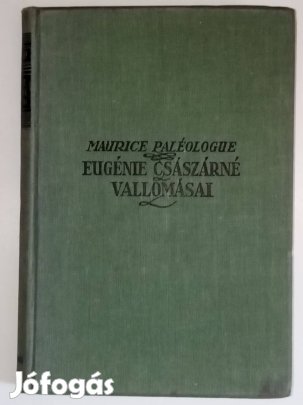 MAURICE PALÉOLOGUE
EUGÉNIE CSÁSZÁRNÉ
VALLOMÁSAI
Jófogás